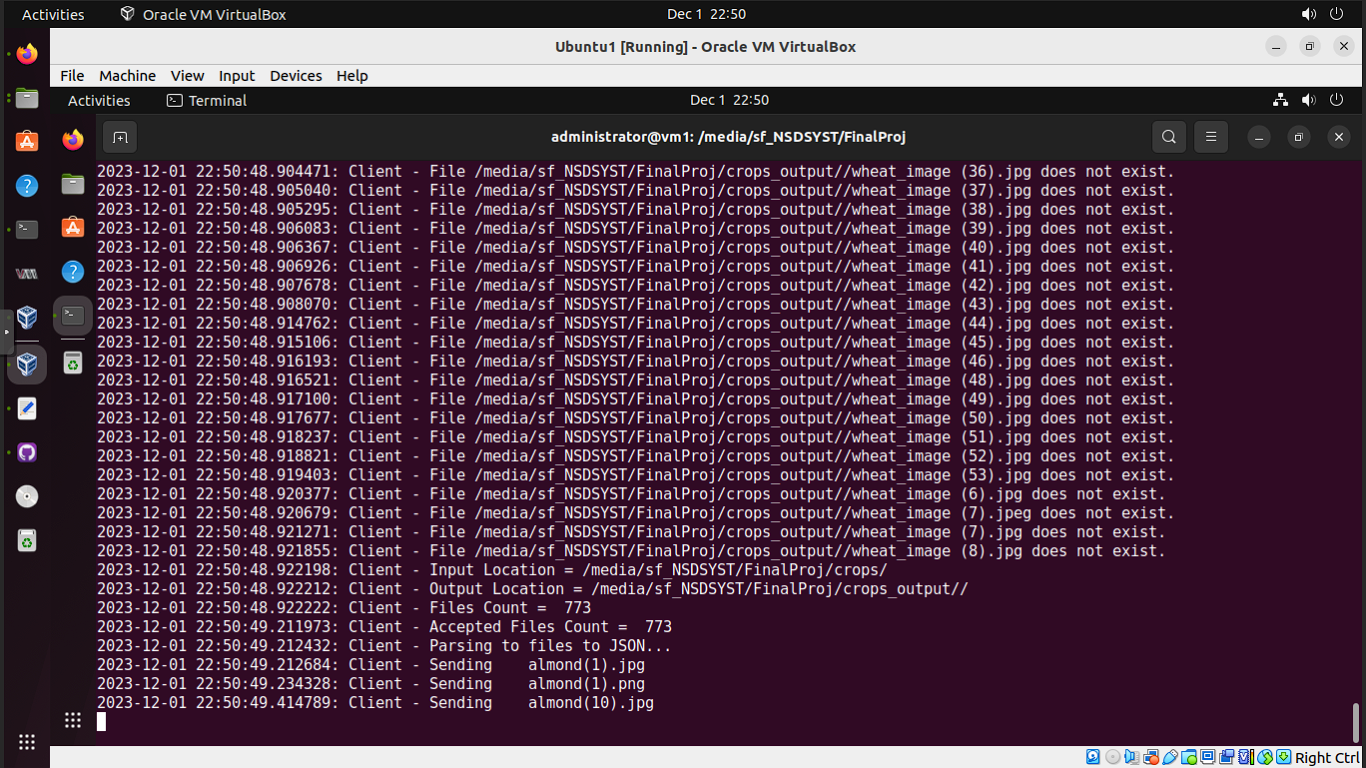 Activities
Oracle VM VirtualBox
Dec 1 22:50
Ubuntu1 [Running] - Oracle VM VirtualBox
File Machine View Input Devices Help
Activities
Terminal
Dec 1 22:50
administrator@vm1: /media/sf_NSDSYST/FinalProj
2023-12-01 22:50:48.904471: Client - File /media/sf_NSDSYST/FinalProj/crops_output//wheat_image (36).jpg does not exist.
2023-12-01 22:50:48.905040: Client - File /media/sf_NSDSYST/FinalProj/crops_output//wheat_image (37).jpg does not exist.
2023-12-01 22:50:48.905295: Client - File /media/sf_NSDSYST/FinalProj/crops_output//wheat_image (38).jpg does not exist.
2023-12-01 22:50:48.906083: Client - File /media/sf_NSDSYST/FinalProj/crops_output//wheat_image (39).jpg does not exist.
2023-12-01 22:50:48.906367: Client - File /media/sf_NSDSYST/FinalProj/crops_output//wheat_image (40).jpg does not exist.
2023-12-01 22:50:48.906926: Client - File /media/sf_NSDSYST/FinalProj/crops_output//wheat_image (41).jpg does not exist.
2023-12-01 22:50:48.907678: Client - File /media/sf_NSDSYST/FinalProj/crops_output//wheat_image (42).jpg does not exist.
2023-12-01 22:50:48.908070: Client - File /media/sf_NSDSYST/FinalProj/crops_output//wheat_image (43).jpg does not exist.
2023-12-01 22:50:48.914762: Client - File /media/sf_NSDSYST/FinalProj/crops_output//wheat_image (44).jpg does not exist.
2023-12-01 22:50:48.915106: Client - File /media/sf_NSDSYST/FinalProj/crops_output//wheat_image (45).jpg does not exist.
2023-12-01 22:50:48.916193: Client - File /media/sf_NSDSYST/FinalProj/crops_output//wheat_image (46).jpg does not exist.
2023-12-01 22:50:48.916521: Client - File /media/sf_NSDSYST/FinalProj/crops_output//wheat_image (48).jpg does not exist.
2023-12-01 22:50:48.917100: Client - File /media/sf_NSDSYST/FinalProj/crops_output//wheat_image (49).jpg does not exist.
2023-12-01 22:50:48.917677: Client - File /media/sf_NSDSYST/FinalProj/crops_output//wheat_image (50).jpg does not exist.
2023-12-01 22:50:48.918237: Client - File /media/sf_NSDSYST/FinalProj/crops_output//wheat_image (51).jpg does not exist.
2023-12-01 22:50:48.918821: Client - File /media/sf_NSDSYST/FinalProj/crops_output//wheat_image (52).jpg does not exist.
2023-12-01 22:50:48.919403: Client - File /media/sf_NSDSYST/FinalProj/crops_output//wheat_image (53).jpg does not exist.
2023-12-01 22:50:48.920377: Client - File /media/sf_NSDSYST/FinalProj/crops_output//wheat_image (6).jpg does not exist.
2023-12-01 22:50:48.920679: Client - File /media/sf_NSDSYST/FinalProj/crops_output//wheat_image (7).jpeg does not exist.
2023-12-01 22:50:48.921271: Client - File /media/sf_NSDSYST/FinalProj/crops_output//wheat_image (7).jpg does not exist.
2023-12-01 22:50:48.921855: Client - File /media/sf_NSDSYST/FinalProj/crops_output//wheat_image (8).jpg does not exist.
2023-12-01 22:50:48.922198: Client - Input Location = /media/sf_NSDSYST/FinalProj/crops/
2023-12-01 22:50:48.922212: Client - Output Location = /media/sf_NSDSYST/FinalProj/crops_output//
2023-12-01 22:50:48.922222: Client - Files Count =  773
2023-12-01 22:50:49.211973: Client - Accepted Files Count =  773
2023-12-01 22:50:49.212432: Client - Parsing to files to JSON...
2023-12-01 22:50:49.212684: Client - Sending    almond(1).jpg
2023-12-01 22:50:49.234328: Client - Sending    almond(1).png
2023-12-01 22:50:49.414789: Client - Sending    almond(10).jpg
Right Ctrl